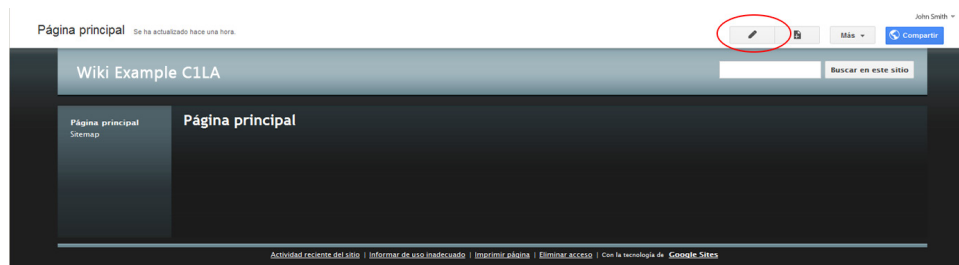 John Smith
Página principal Se ha actualizado hace una hora.
Más
Compartir
Wiki Example C1LA
Buscar en este sitio
Página principal
Sitemap
Página principal
Actividad reciente del sitio | Informar de uso inadecuado | Imprimir página | Eliminar acceso | Con la tecnología de Google Sites